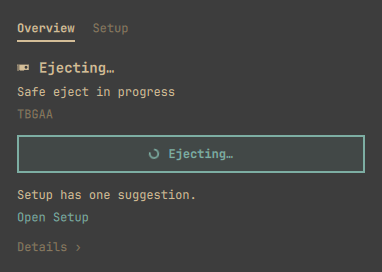 Overview Setup
Ejecting…
Safe eject in progress
TBGAA
Ejecting…
Setup has one suggestion.
Open Setup
Details ›